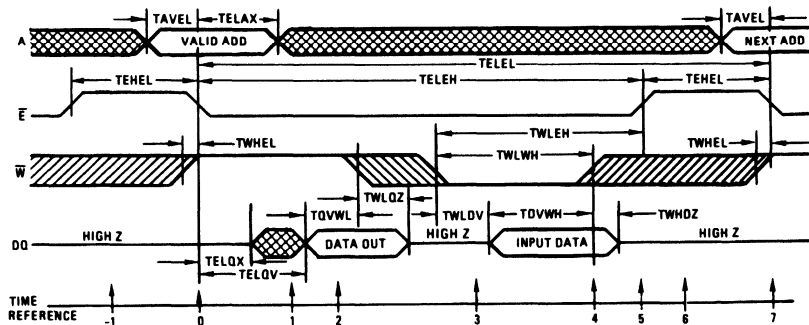 TAVEL TELAX TAVEL
A VALID ADD NEXT ADD
TELEL
TEHEL TELEH TEHEL
E
TWHEL TWLEH TWHEL
TWLWH
W
TWLQZ
TQVWL TWLDV TDVWH TWHDZ
DQ HIGH Z DATA OUT HIGH Z INPUT DATA HIGH Z
TELQX
TELQV
TIME
REFERENCE -1 0 1 2 3 4 5 6 7